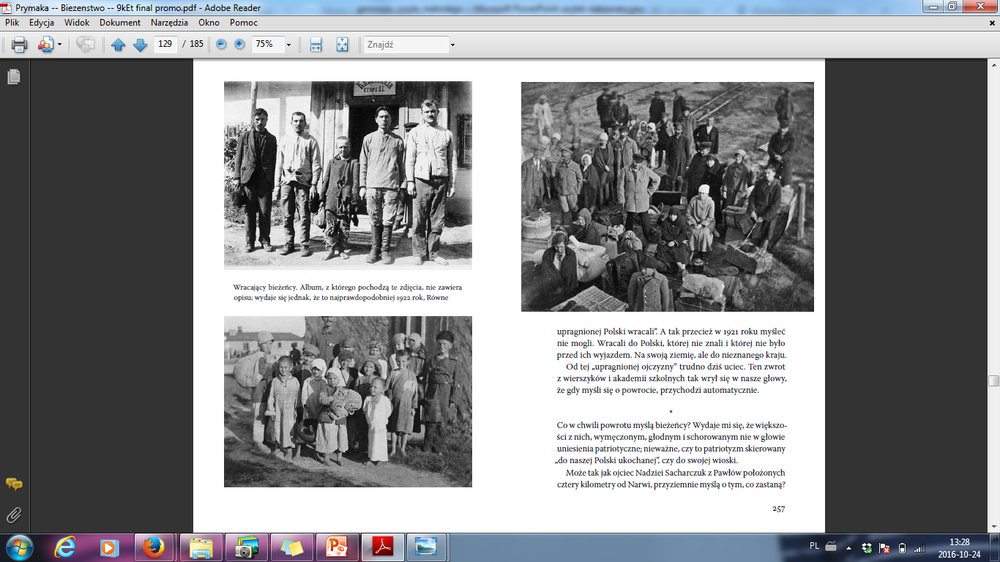 Prymaka -- Biezenstwo -- 9kEt final promo.pdf - Adobe Reader
Plik Edycja Widok Dokument Narzędzia Okno Pomoc
129 / 185 75% Znajdź
ETAPU
Wracający bieżeńcy. Album, z którego pochodzą te zdjęcia, nie zawiera
opisu; wydaje się jednak, że to najprawdopodobniej 1922 rok, Równe
upragnionej Polski wracali”. A tak przecież w 1921 roku myśleć
nie mogli. Wracali do Polski, której nie znali i której nie było
przed ich wyjazdem. Na swoją ziemię, ale do nieznanego kraju.
Od tej „upragnionej ojczyzny” trudno dziś uciec. Ten zwrot
z wierszyków i akademii szkolnych tak wrył się w nasze głowy,
że gdy myśli się o powrocie, przychodzi automatycznie.
*
Co w chwili powrotu myślą bieżeńcy? Wydaje mi się, że większo-
ści z nich, wymęczonym, głodnym i schorowanym nie w głowie
uniesienia patriotyczne; nieważne, czy to patriotyzm skierowany
„do naszej Polski ukochanej”, czy do swojej wioski.
Może tak jak ojciec Nadziei Sacharczuk z Pawłów położonych
cztery kilometry od Narwi, przyziemnie myślą o tym, co zastaną?
257
PL
13:28
2016-10-24